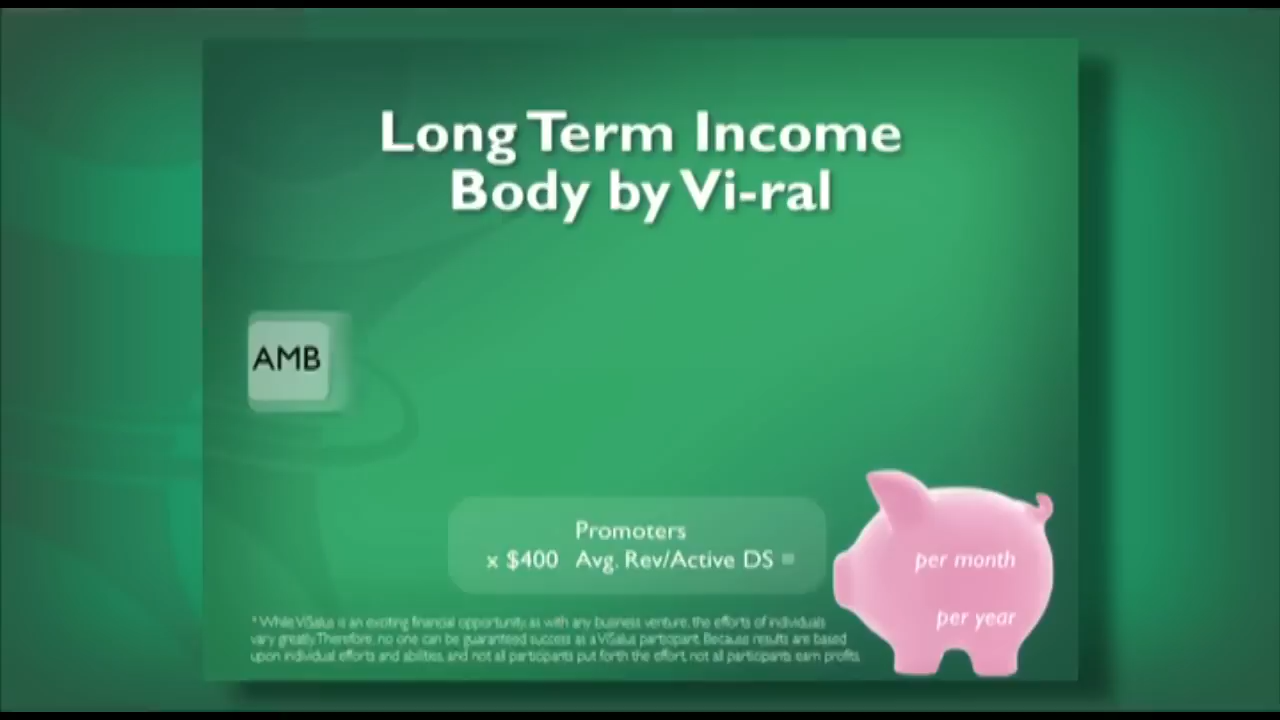 Long Term Income
Body by Vi-ral
AMB
Promoters
x $400 Avg. Rev/Active DS =
per month
per year
* While ViSalus is an exciting financial opportunity, as with any business venture, the efforts of individuals
vary greatly. Therefore, no one can be guaranteed success as a ViSalus participant. Because results are based
upon individual efforts and abilities, and not all participants put forth the effort, not all participants earn profits.